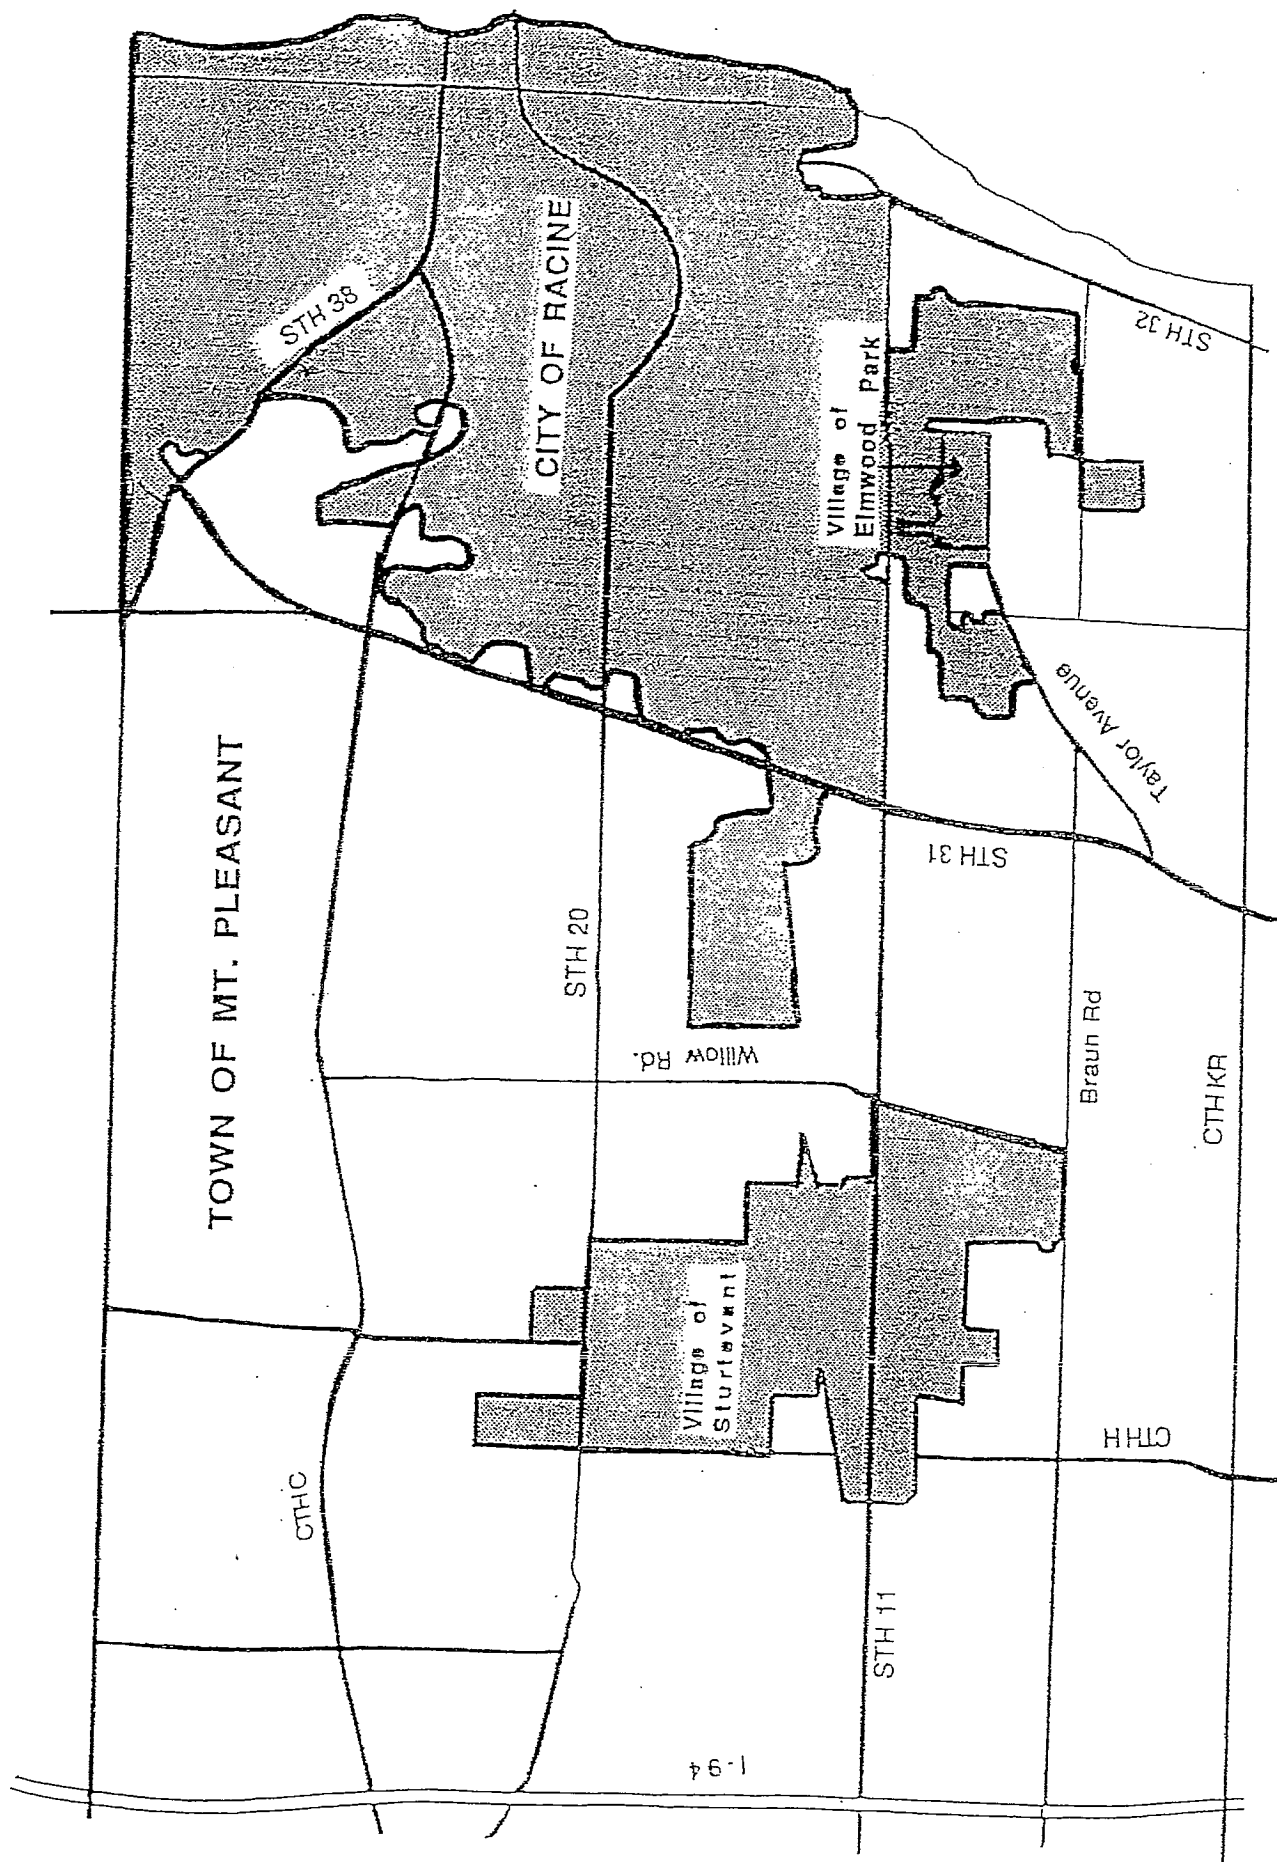 TOWN OF MT. PLEASANT
CITY OF RACINE
STH 38
Village of
Elmwood Park
STH 32
Taylor Avenue
STH 31
STH 20
Willow
Rd.
Braun Rd
CTH KR
Village of
Sturtevant
CTH H
CTH C
STH 11
I-94